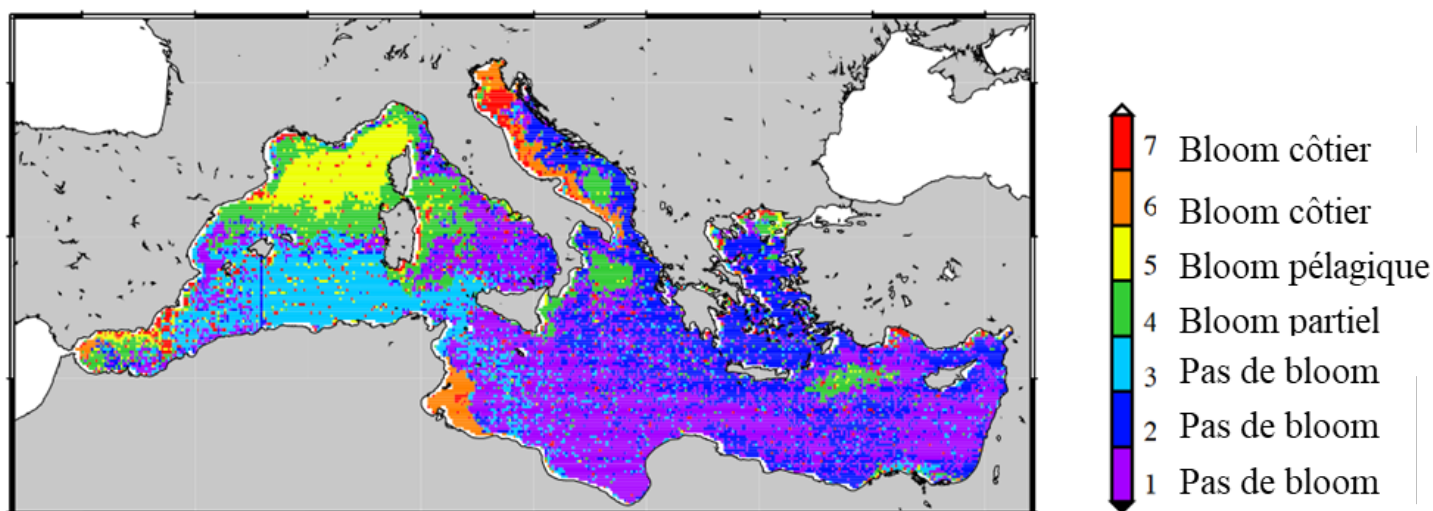 7 Bloom côtier
6 Bloom côtier
5 Bloom pélagique
4 Bloom partiel
3 Pas de bloom
2 Pas de bloom
1 Pas de bloom